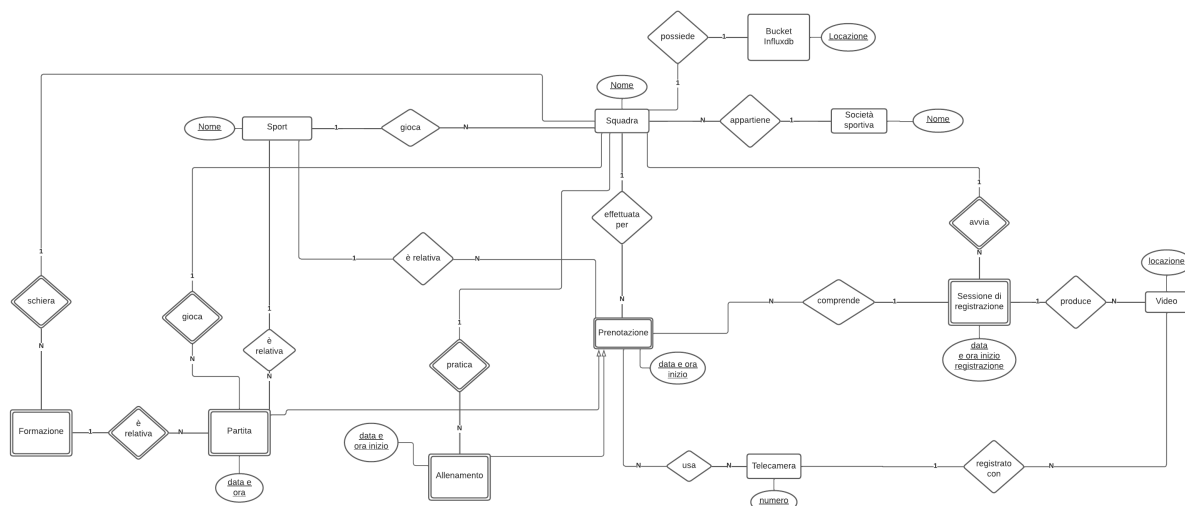 possiede
1
Bucket
Influxdb
Locazione
1
Nome
Nome
Sport
1
gioca
N
Squadra
N
appartiene
1
Società
sportiva
Nome
1
1
effettuata
per
avvia
1
è relativa
N
N
locazione
1
schiera
1
gioca
1
N
comprende
1
Sessione di
registrazione
1
produce
N
Video
N
Prenotazione
1
è
relativa
pratica
data e ora
inizio
data
e ora inizio
registrazione
N
N
N
Formazione
1
è
relativa
N
Partita
N
data e
ora inizio
Allenamento
data e
ora
N
usa
N
Telecamera
1
registrato
con
N
numero